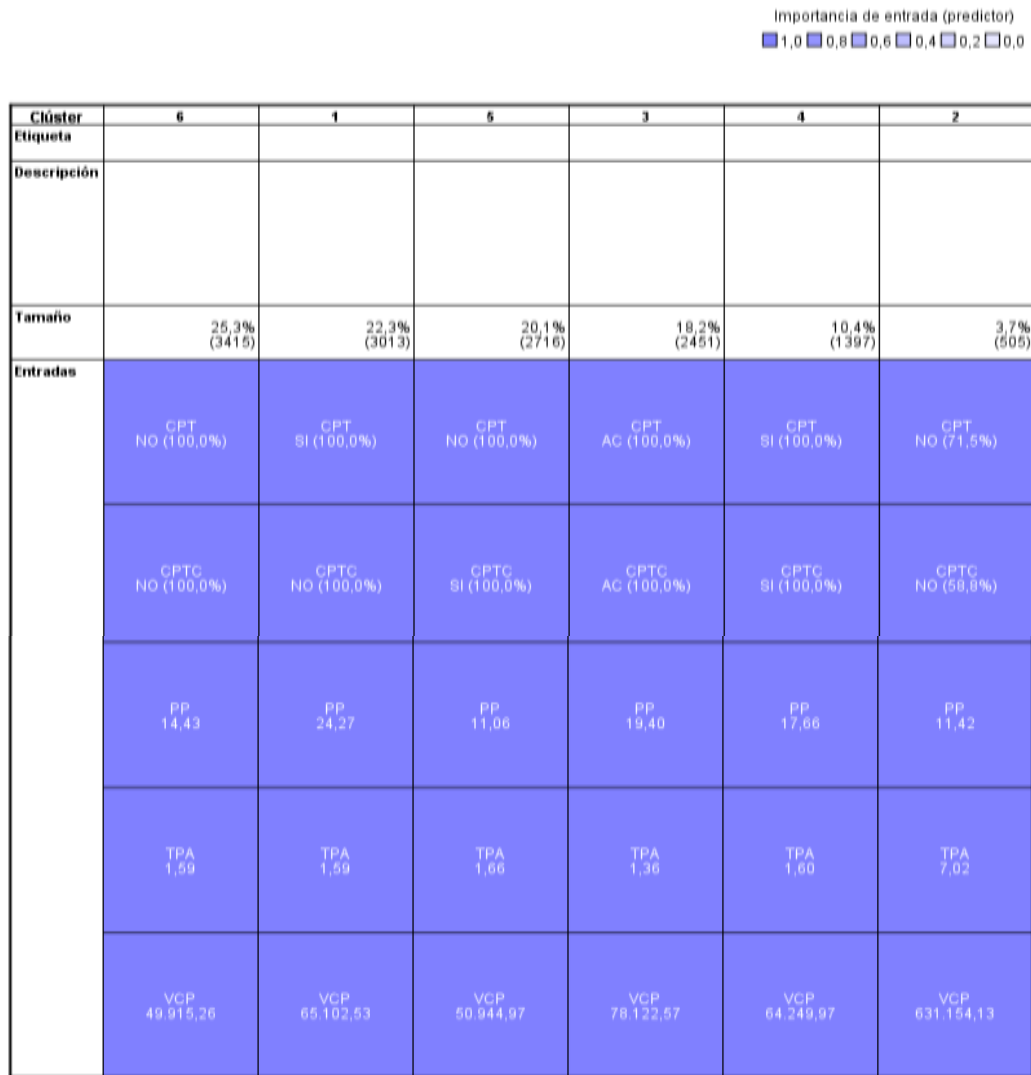 Importancia de entrada (predictor)
1,0 0,8 0,6 0,4 0,2 0,0
Clúster 6 1 5 3 4 2
Etiqueta
Descripción
Tamaño
25,3% 22,3% 20,1% 18,2% 10,4% 3,7%
(3415) (3013) (2716) (2451) (1397) (505)
Entradas
CPT CPT CPT CPT CPT CPT
NO (100,0%) SI (100,0%) NO (100,0%) AC (100,0%) SI (100,0%) NO (71,5%)
CPTC CPTC CPTC CPTC CPTC CPTC
NO (100,0%) NO (100,0%) SI (100,0%) AC (100,0%) SI (100,0%) NO (58,8%)
PP PP PP PP PP PP
14,43 24,27 11,06 19,40 17,66 11,42
TPA TPA TPA TPA TPA TPA
1,59 1,59 1,66 1,36 1,60 7,02
VCP VCP VCP VCP VCP VCP
49.915,26 65.102,53 50.944,97 78.122,57 64.249,97 631.154,13